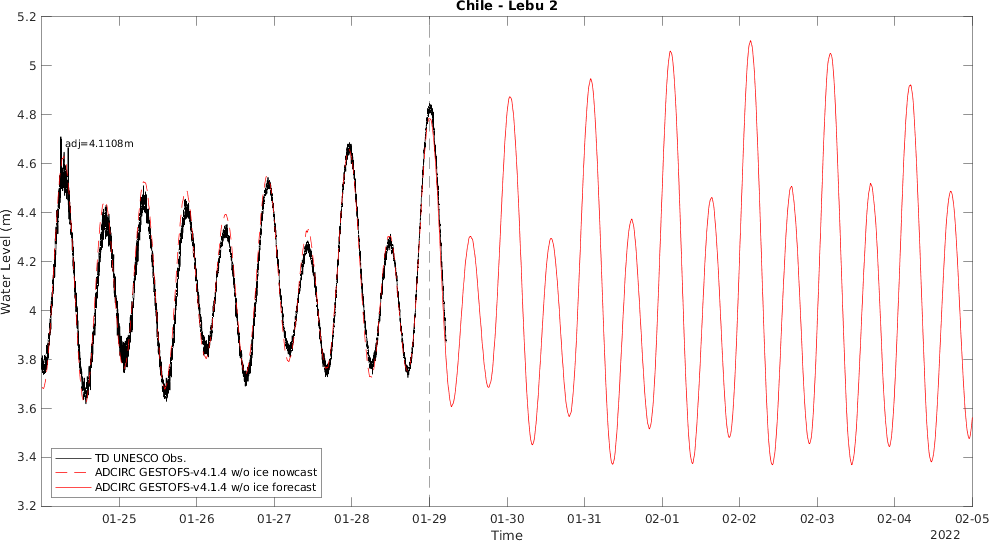 Chile - Lebu 2
5.2
5
4.8
4.6
4.4
4.2
4
3.8
3.6
3.4
3.2
Water Level (m)
adj=4.1108m
TD UNESCO Obs.
ADCIRC GESTOFS-v4.1.4 w/o ice nowcast
ADCIRC GESTOFS-v4.1.4 w/o ice forecast
01-25 01-26 01-27 01-28 01-29 01-30 01-31 02-01 02-02 02-03 02-04 02-05
Time
2022